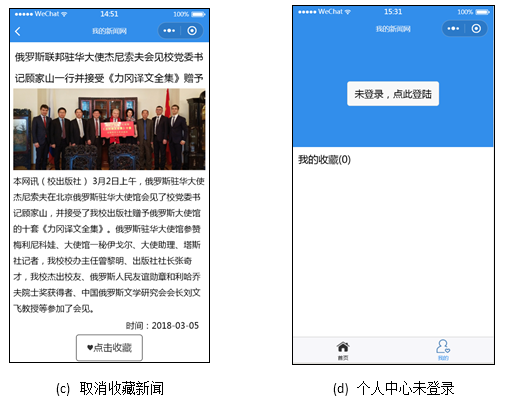 ●●●●● WeChat 14:51 100%
我的新闻网
俄罗斯联邦驻华大使杰尼索夫会见校党委书
记顾家山一行并接受《力冈译文全集》赠予
本网讯（校出版社） 3月2日上午，俄罗斯驻华大使
杰尼索夫在北京俄罗斯驻华大使馆会见了校党委书
记顾家山，并接受了我校出版社赠予俄罗斯大使馆
的十套《力冈译文全集》。俄罗斯驻华大使馆参赞
梅利尼科娃、大使馆一秘伊戈尔、大使助理、塔斯
社记者，我校校办主任曾黎明、出版社社长张奇
才，我校杰出校友、俄罗斯人民友谊勋章和利哈乔
夫院士奖获得者、中国俄罗斯文学研究会会长刘文
飞教授等参加了会见。
时间：2018-03-05
♥点击收藏
(c) 取消收藏新闻
●●●●● WeChat 15:31 100%
我的新闻网
未登录，点此登陆
我的收藏(0)
首页 我的
(d) 个人中心未登录